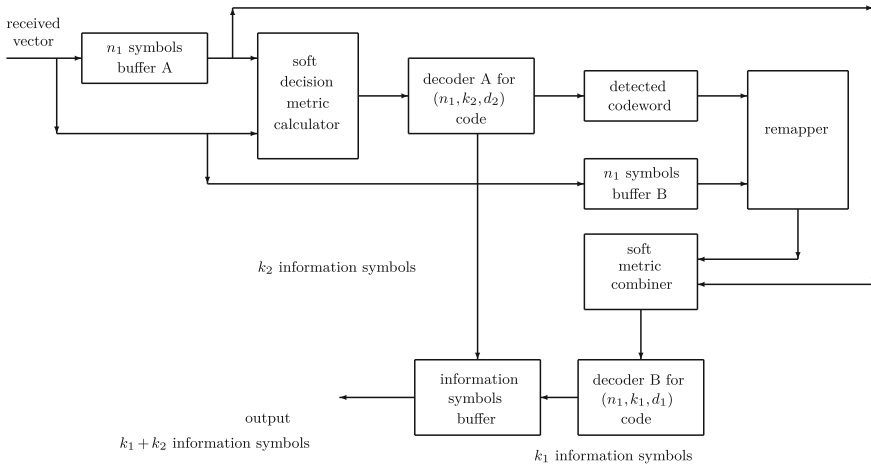 received
vector
n₁ symbols
buffer A
soft
decision
metric
calculator
decoder A for
(n₁, k₂, d₂)
code
detected
codeword
remapper
n₁ symbols
buffer B
soft
metric
combiner
k₂ information symbols
information
symbols
buffer
decoder B for
(n₁, k₁, d₁)
code
output
k₁ + k₂ information symbols
k₁ information symbols